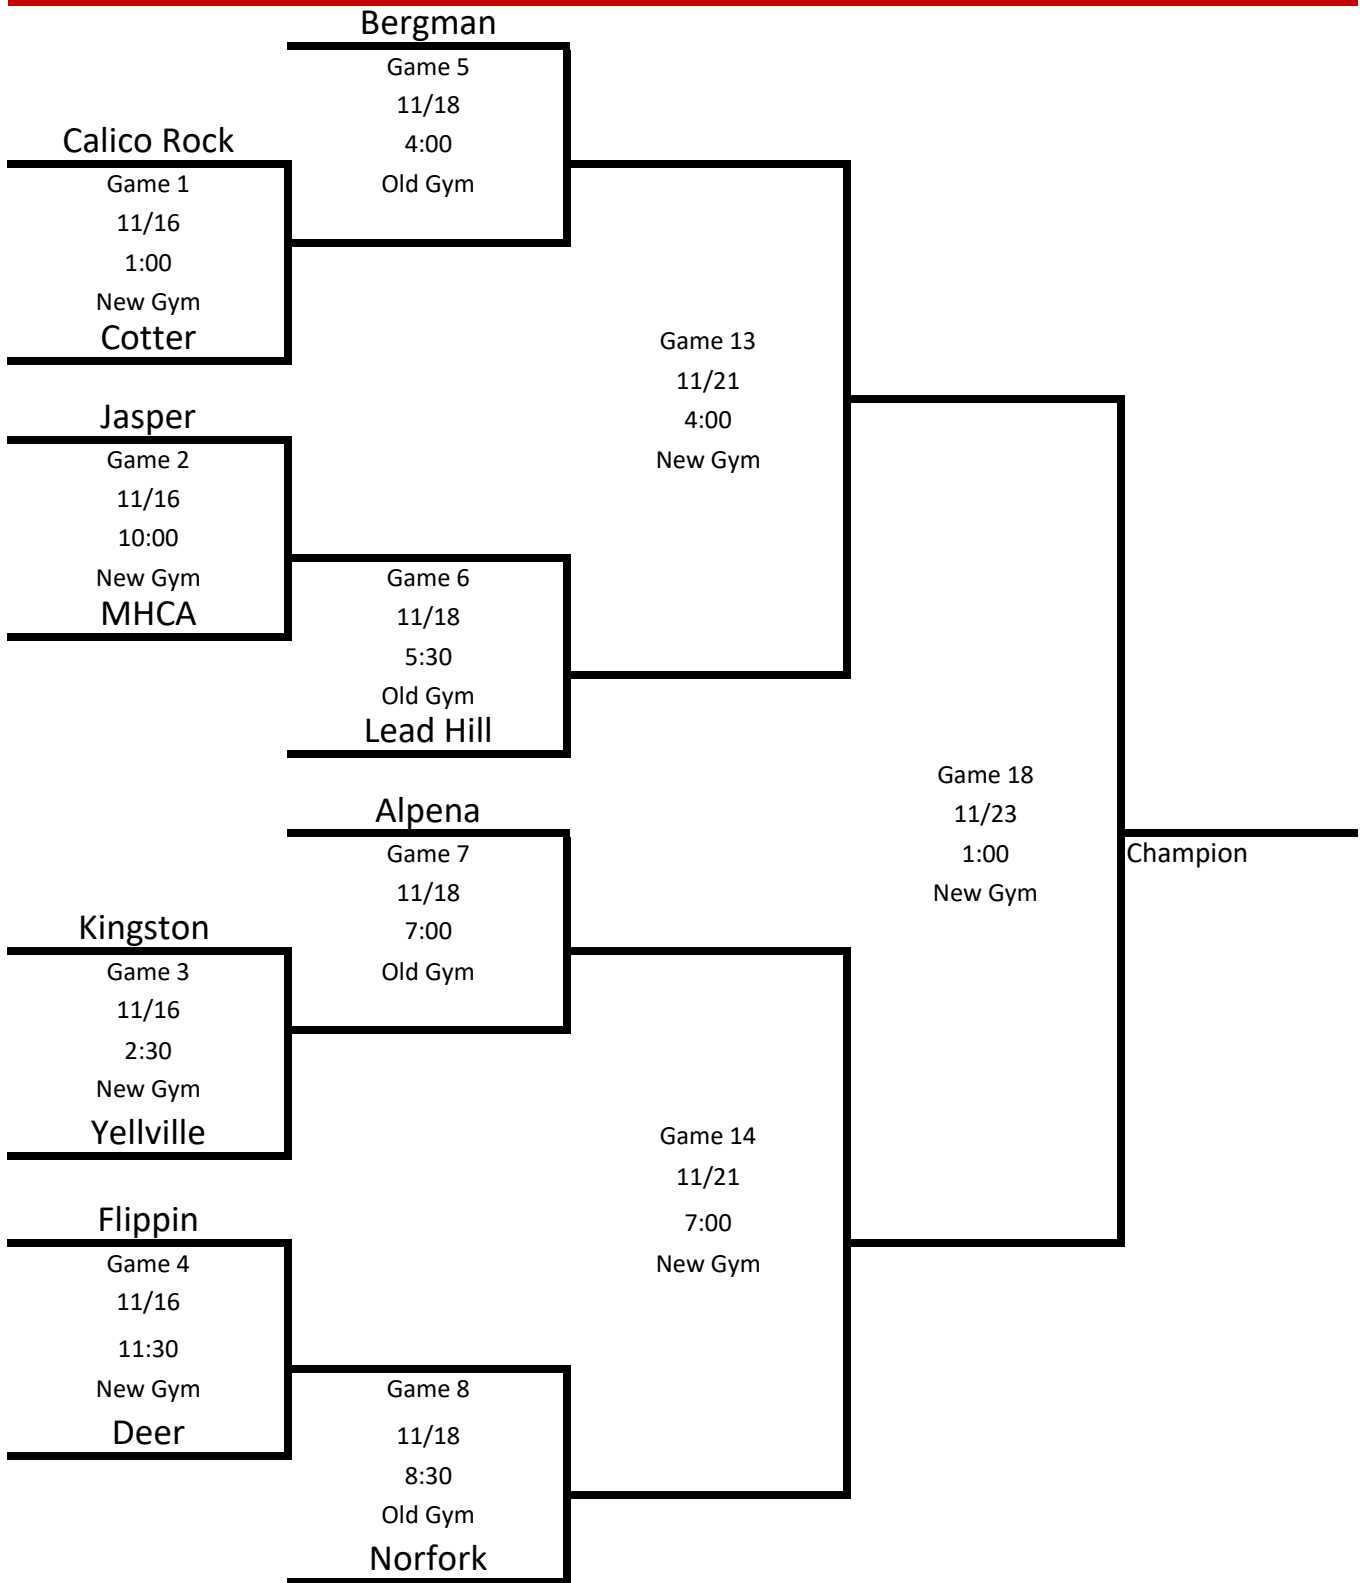 Bergman
Game 5
11/18
4:00
Old Gym
Calico Rock
Game 1
11/16
1:00
New Gym
Cotter
Jasper
Game 2
11/16
10:00
New Gym
MHCA
Game 6
11/18
5:30
Old Gym
Lead Hill
Game 13
11/21
4:00
New Gym
Alpena
Game 7
11/18
7:00
Old Gym
Kingston
Game 3
11/16
2:30
New Gym
Yellville
Flippin
Game 4
11/16
11:30
New Gym
Deer
Game 8
11/18
8:30
Old Gym
Norfork
Game 14
11/21
7:00
New Gym
Game 18
11/23
1:00
New Gym
Champion